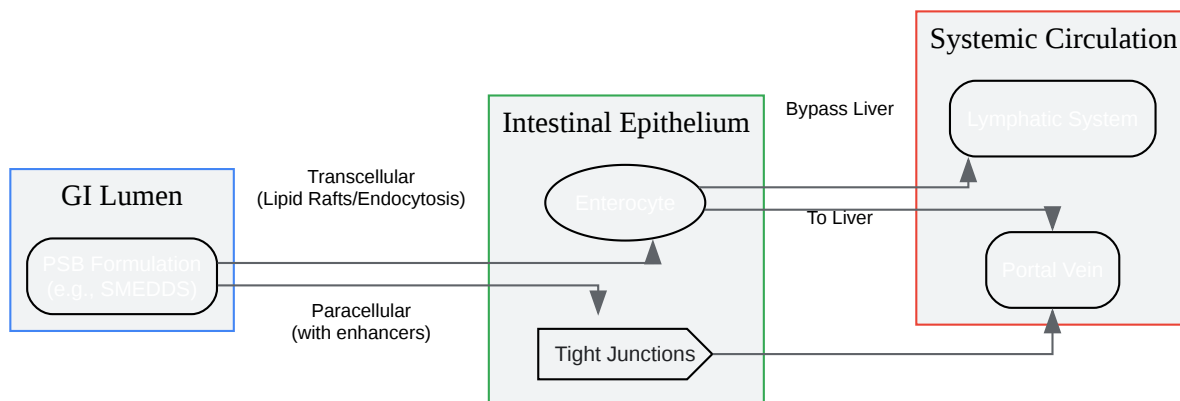 GI Lumen
PSB Formulation
(e.g., SMEDDS)
Transcellular
(Lipid Rafts/Endocytosis)
Paracellular
(with enhancers)
Intestinal Epithelium
Enterocyte
Tight Junctions
Bypass Liver
To Liver
Systemic Circulation
Lymphatic System
Portal Vein